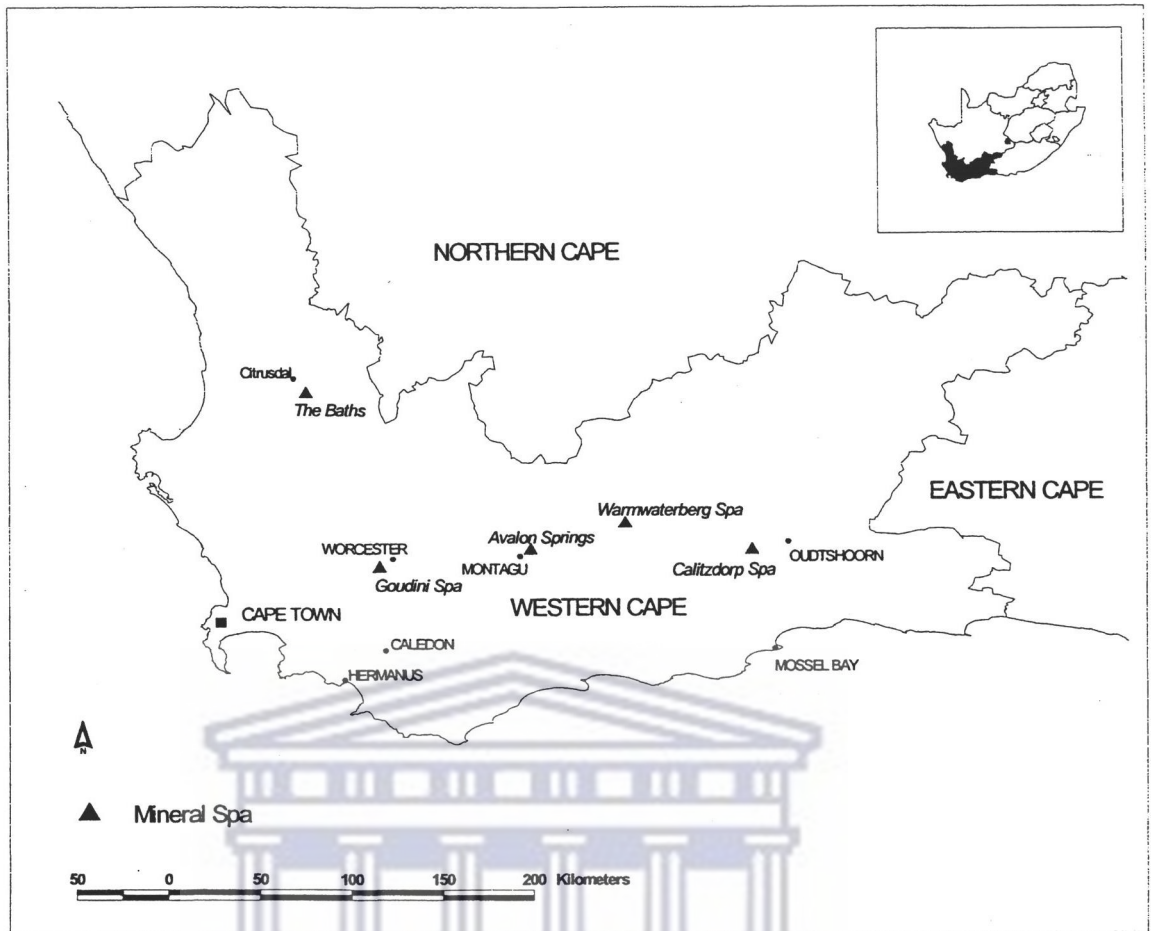 NORTHERN CAPE
Citrusdal
The Baths
EASTERN CAPE
Warmwaterberg Spa
Avalon Springs
WORCESTER
MONTAGU
OUDTSHOORN
Goudini Spa
Calitzdorp Spa
WESTERN CAPE
CAPE TOWN
CALEDON
MOSSEL BAY
HERMANUS
N
Mineral Spa
50 0 50 100 150 200 Kilometers